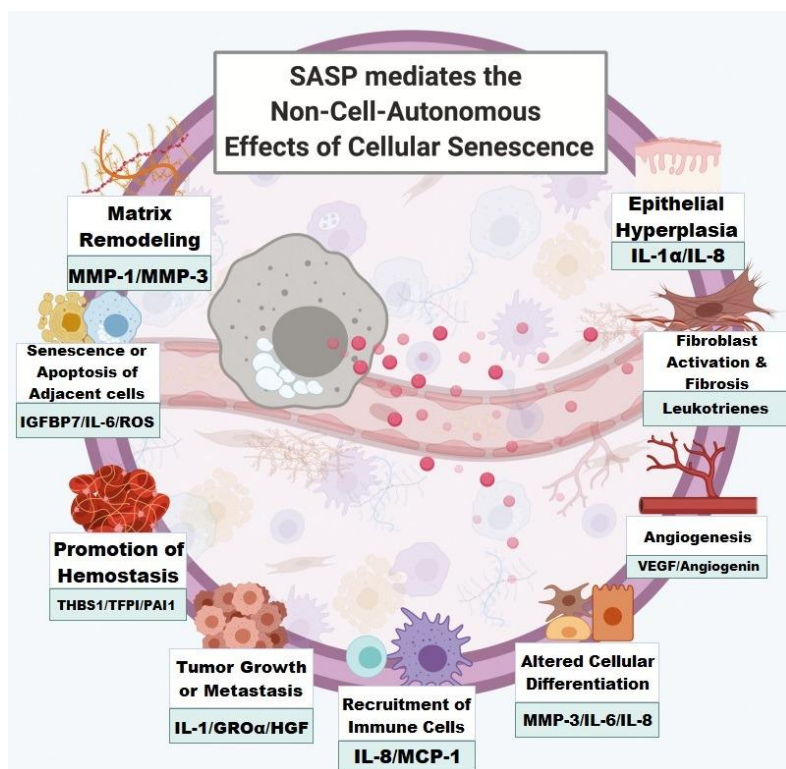 SASP mediates the
Non-Cell-Autonomous
Effects of Cellular Senescence
Matrix
Remodeling
MMP-1/MMP-3
Epithelial
Hyperplasia
IL-1α/IL-8
Senescence or
Apoptosis of
Adjacent cells
IGFBP7/IL-6/ROS
Fibroblast
Activation &
Fibrosis
Leukotrienes
Promotion of
Hemostasis
THBS1/TFPI/PAI1
Angiogenesis
VEGF/Angiogenin
Tumor Growth
or Metastasis
IL-1/GROα/HGF
Recruitment of
Immune Cells
IL-8/MCP-1
Altered Cellular
Differentiation
MMP-3/IL-6/IL-8